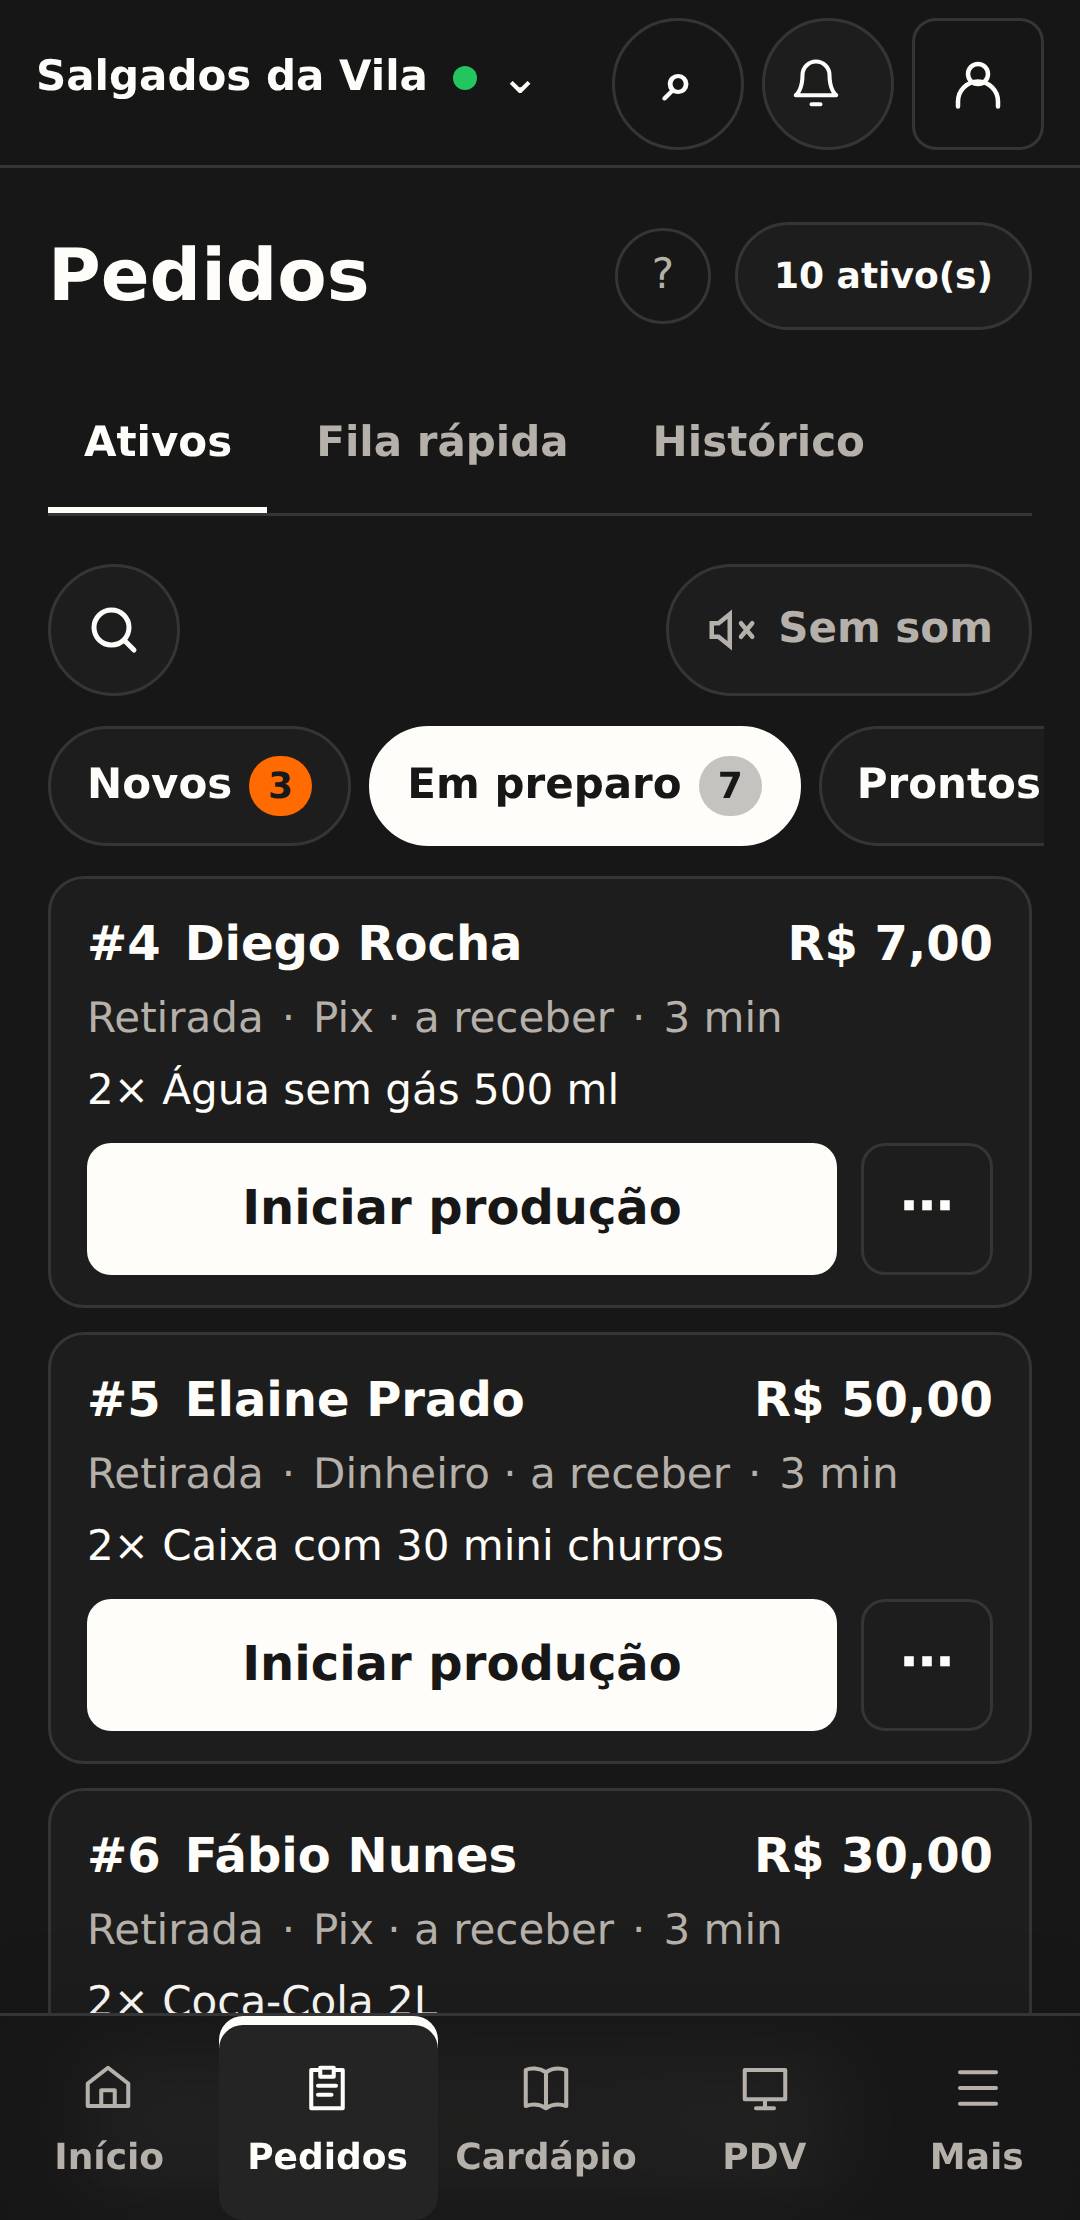 Salgados da Vila
Pedidos
?
10 ativo(s)
Ativos
Fila rápida
Histórico
Sem som
Novos 3
Em preparo 7
Prontos
#4 Diego Rocha R$ 7,00
Retirada · Pix · a receber · 3 min
2× Água sem gás 500 ml
Iniciar produção
#5 Elaine Prado R$ 50,00
Retirada · Dinheiro · a receber · 3 min
2× Caixa com 30 mini churros
Iniciar produção
#6 Fábio Nunes R$ 30,00
Retirada · Pix · a receber · 3 min
2× Coca-Cola 2L
Início
Pedidos
Cardápio
PDV
Mais